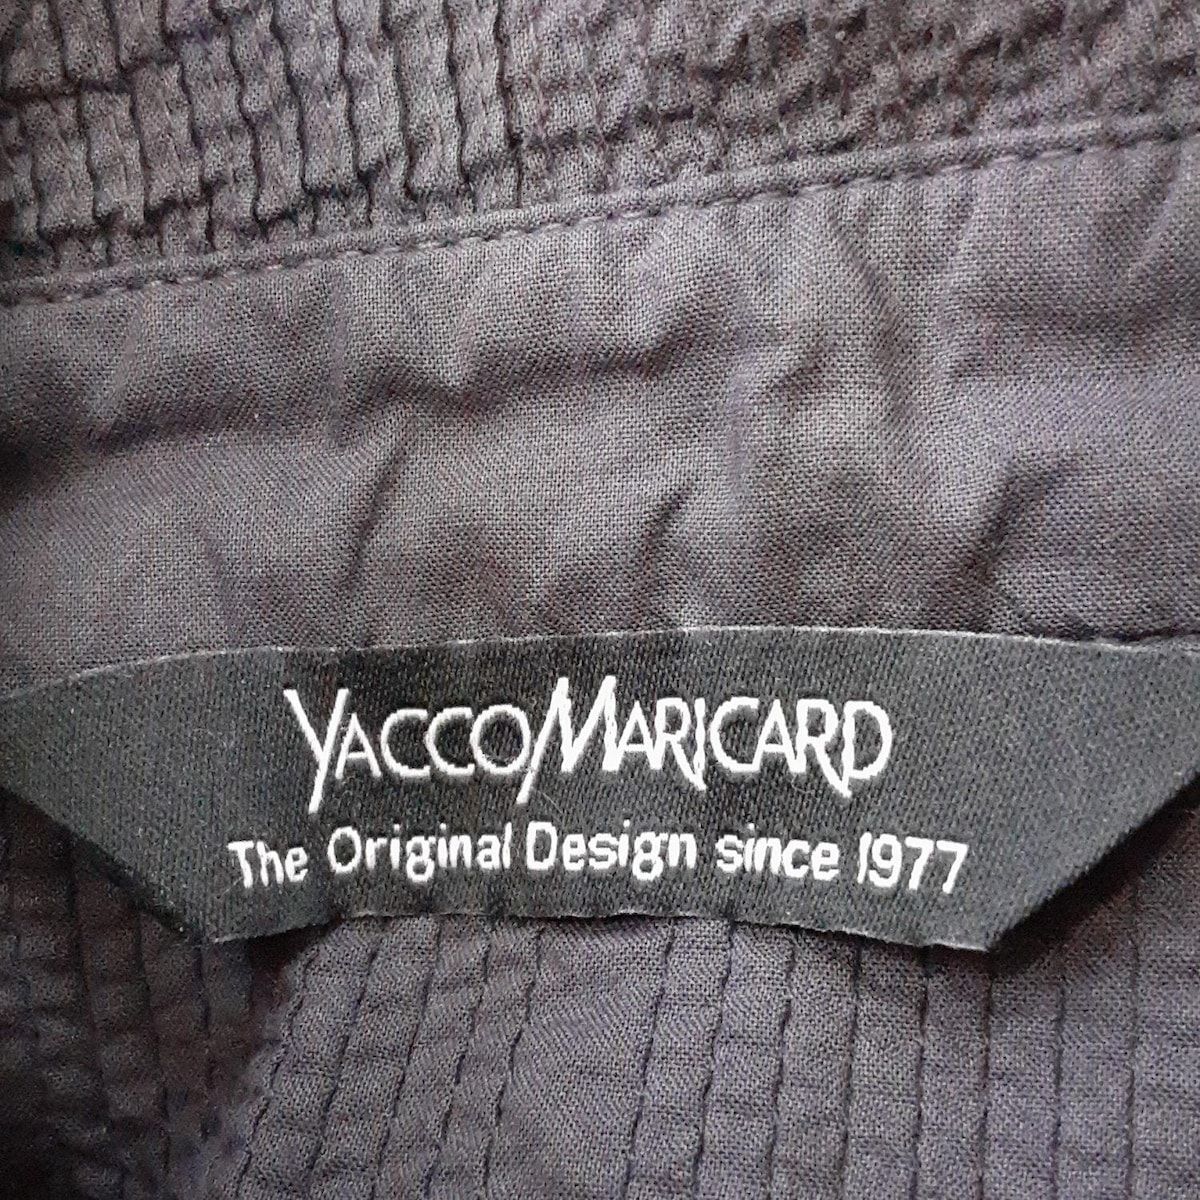 YACCOMARICARD
The Original Design since 1977